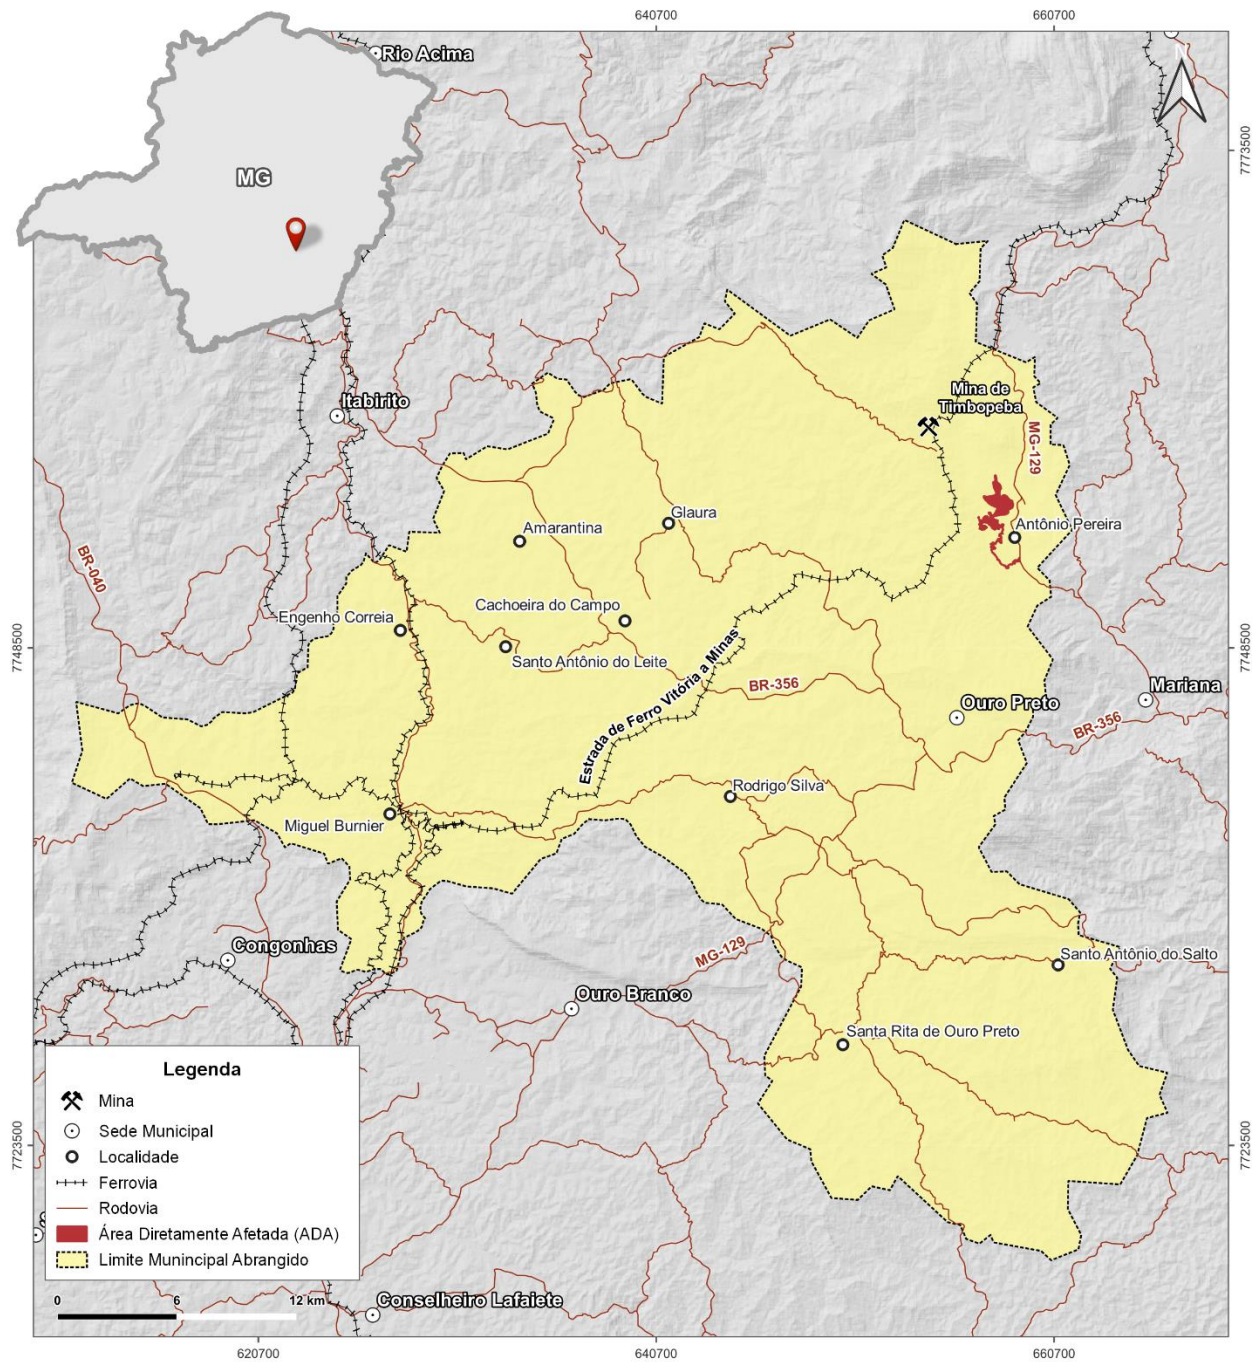 640700
660700
Rio Acima
N
7773500
7773500
MG
Itabirito
Mina de
Timbopeba
MG-129
Glaura
Amarantina
Antônio Pereira
BR-040
Cachoeira do Campo
Engenho Correia
Santo Antônio do Leite
7748500
7748500
Estrada de Ferro Vitória a Minas
BR-356
Mariana
Ouro Preto
BR-356
Rodrigo Silva
Miguel Burnier
MG-129
Congonhas
Santo Antônio do Salto
Ouro Branco
Santa Rita de Ouro Preto
Legenda
Mina
Sede Municipal
Localidade
Ferrovia
Rodovia
Área Diretamente Afetada (ADA)
Limite Munincipal Abrangido
7723500
7723500
0 6 12 km
Conselheiro Lafaiete
620700
640700
660700